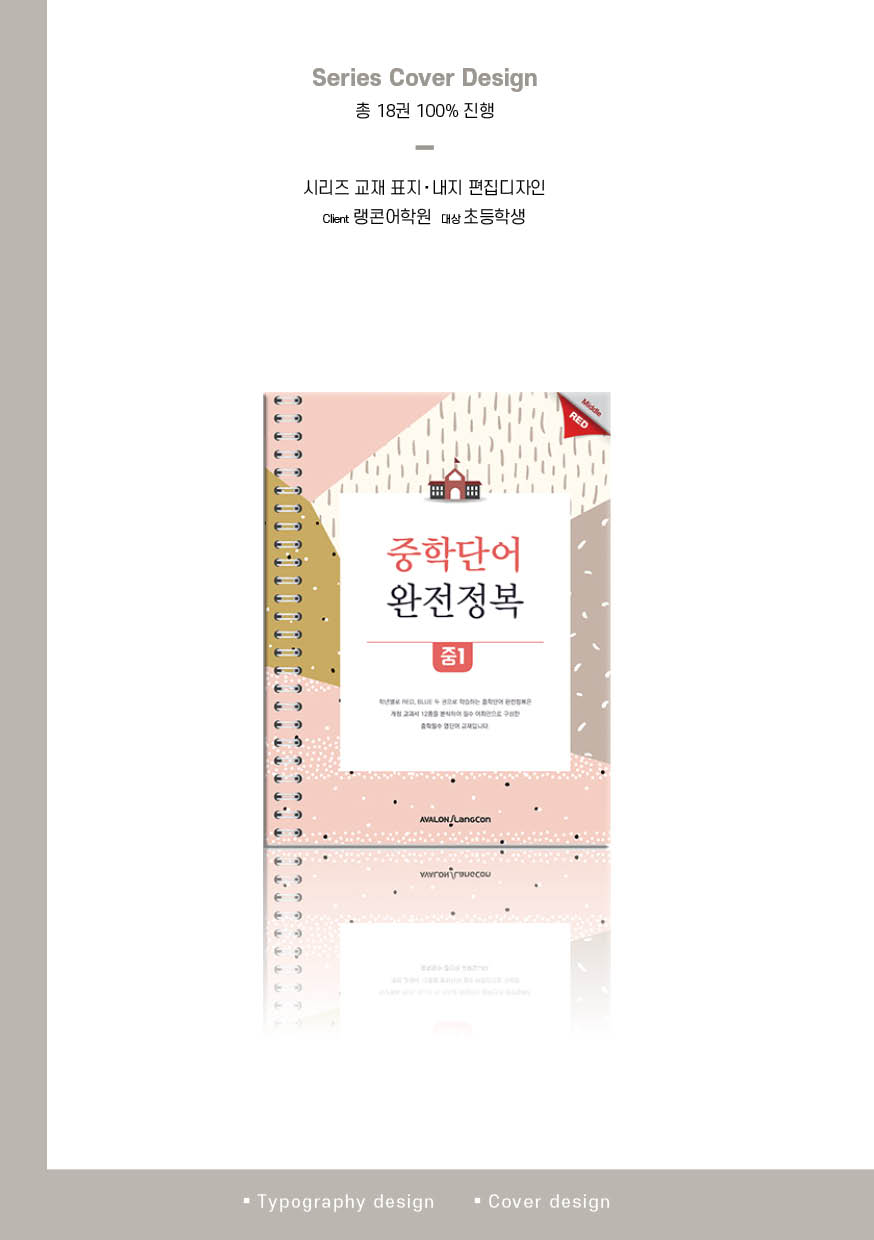 Series Cover Design
총 18권 100% 진행
시리즈 교재 표지·내지 편집디자인
Client 랭콘어학원 대상 초등학생
Middle
RED
중학단어
완전정복
중1
학년별로 RED, BLUE 두 권으로 학습하는 중학단어 완전정복은
개정 교과서 12종을 분석하여 필수 어휘만으로 구성한
중학필수 영단어 교재입니다.
AVALON LangCon
▪ Typography design ▪ Cover design